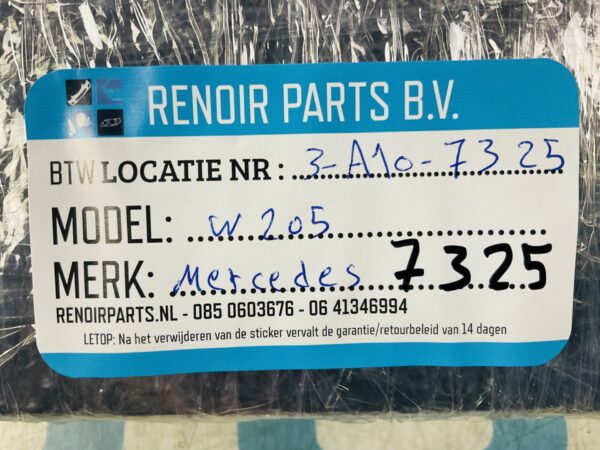 RENOIR PARTS B.V.
BTW LOCATIE NR: 3-A10-7325
MODEL: W205
MERK: Mercedes 7325
RENOIRPARTS.NL - 085 0603676 - 06 41346994
LETOP: Na het verwijderen van de sticker vervalt de garantie/retourbeleid van 14 dagen